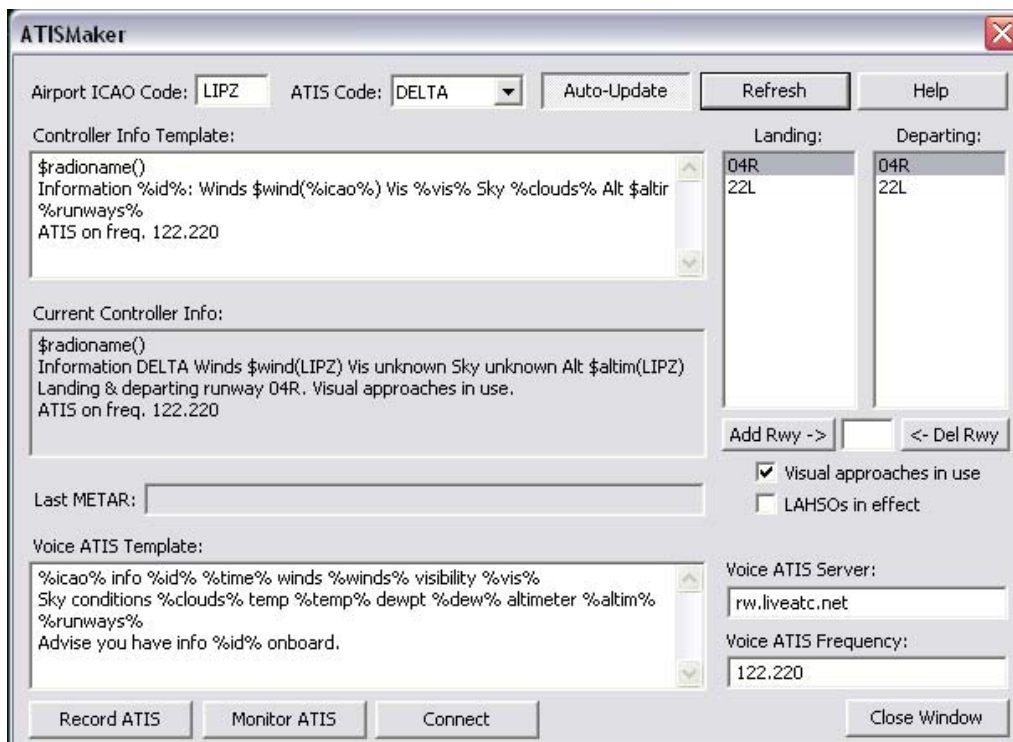 ATISMaker
Airport ICAO Code: LIPZ ATIS Code: DELTA Auto-Update Refresh Help
Controller Info Template:
$radioname()
Information %id%: Winds $wind(%icao%) Vis %vis% Sky %clouds% Alt $altir
%runways%
ATIS on freq. 122.220
Landing: Departing:
04R 04R
22L 22L
Current Controller Info:
$radioname()
Information DELTA Winds $wind(LIPZ) Vis unknown Sky unknown Alt $altim(LIPZ)
Landing & departing runway 04R. Visual approaches in use.
ATIS on freq. 122.220
Add Rwy -> <- Del Rwy
Visual approaches in use
LAHSOs in effect
Last METAR:
Voice ATIS Template:
%icao% info %id% %time% winds %winds% visibility %vis%
Sky conditions %clouds% temp %temp% dewpt %dew% altimeter %altim%
%runways%
Advise you have info %id% onboard.
Voice ATIS Server:
rw.liveatc.net
Voice ATIS Frequency:
122.220
Record ATIS Monitor ATIS Connect Close Window